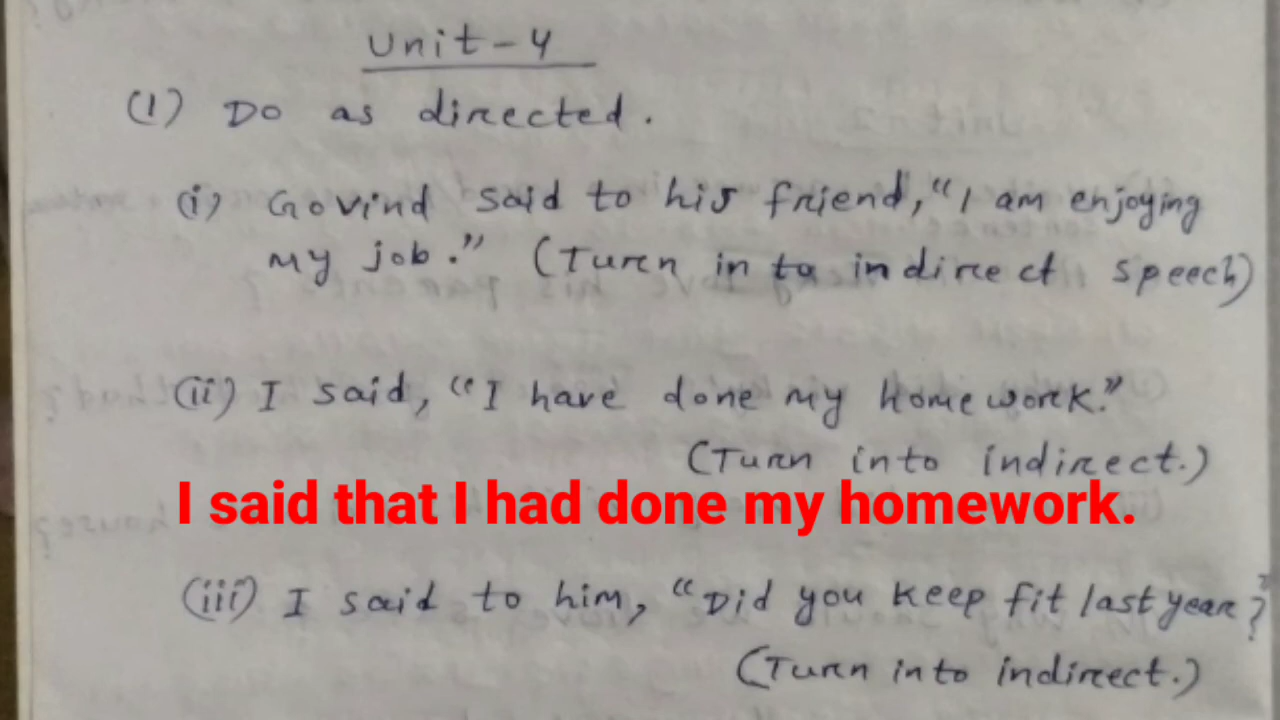 Unit-4
(1) Do as directed.
(i) Govind said to his friend, "I am enjoying
my job." (Turn in to indirect speech)
(ii) I said, "I have done my homework."
(Turn into indirect.)
I said that I had done my homework.
(iii) I said to him, "Did you keep fit last year?"
(Turn into indirect.)